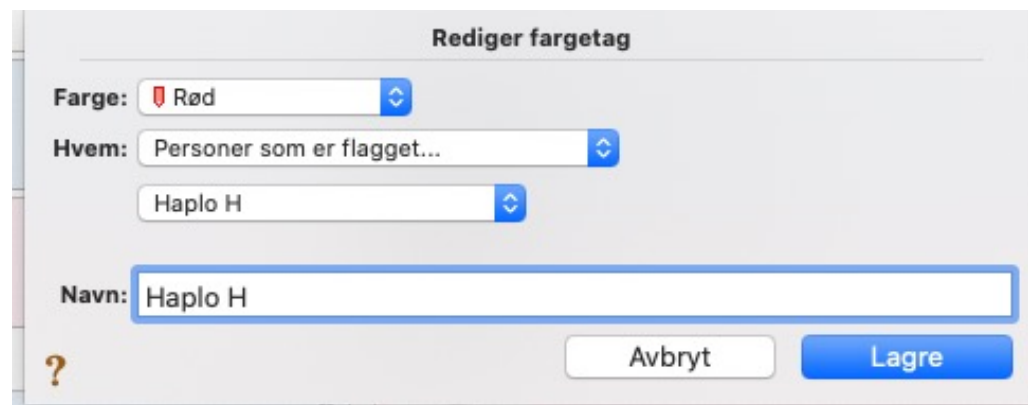 Rediger fargetag
Farge: Rød
Hvem: Personer som er flagget...
Haplo H
Navn: Haplo H
? Avbryt Lagre